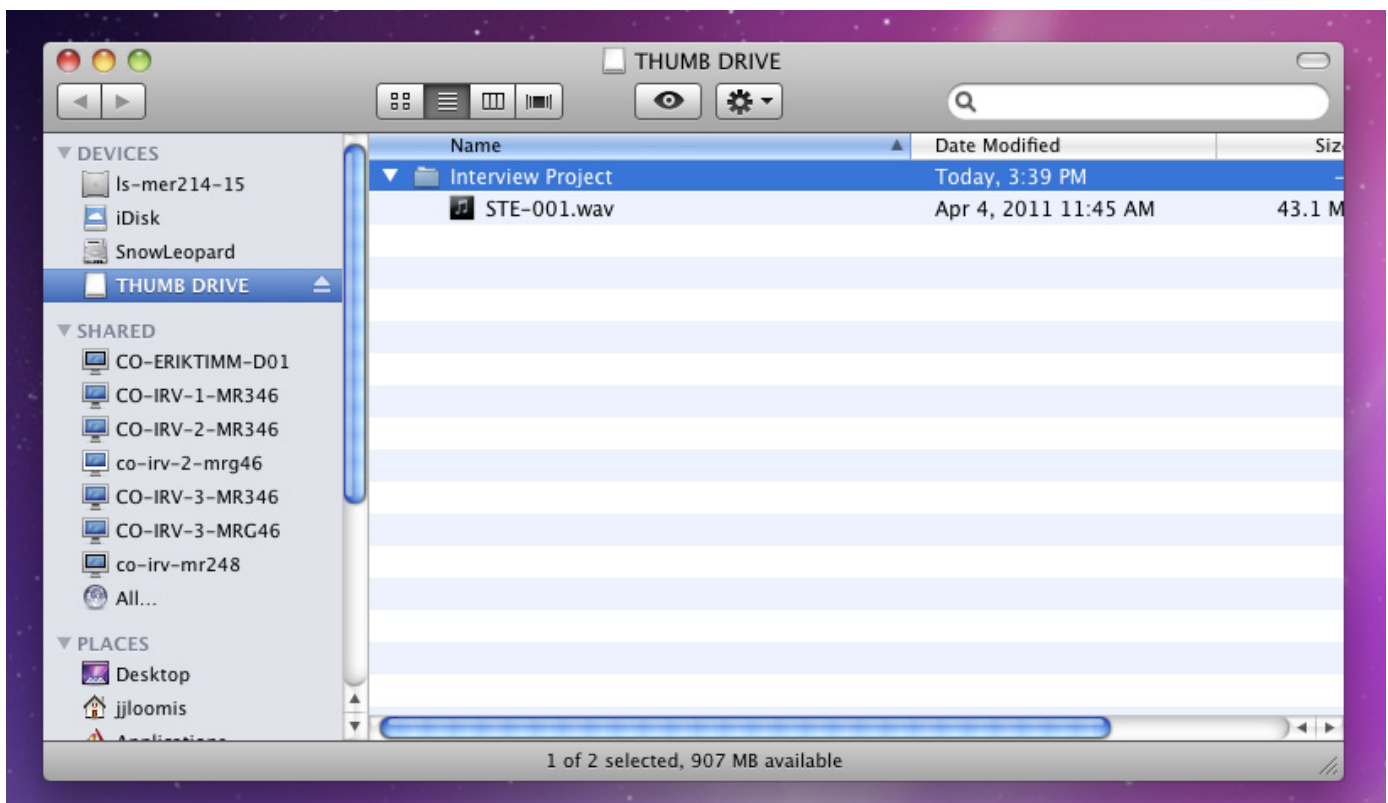 THUMB DRIVE
DEVICES
ls-mer214-15
iDisk
SnowLeopard
THUMB DRIVE
SHARED
CO-ERIKTIMM-D01
CO-IRV-1-MR346
CO-IRV-2-MR346
co-irv-2-mrg46
CO-IRV-3-MR346
CO-IRV-3-MRG46
co-irv-mr248
All...
PLACES
Desktop
jjloomis
Applications
Name Date Modified Siz
Interview Project Today, 3:39 PM
STE-001.wav Apr 4, 2011 11:45 AM 43.1 M
1 of 2 selected, 907 MB available